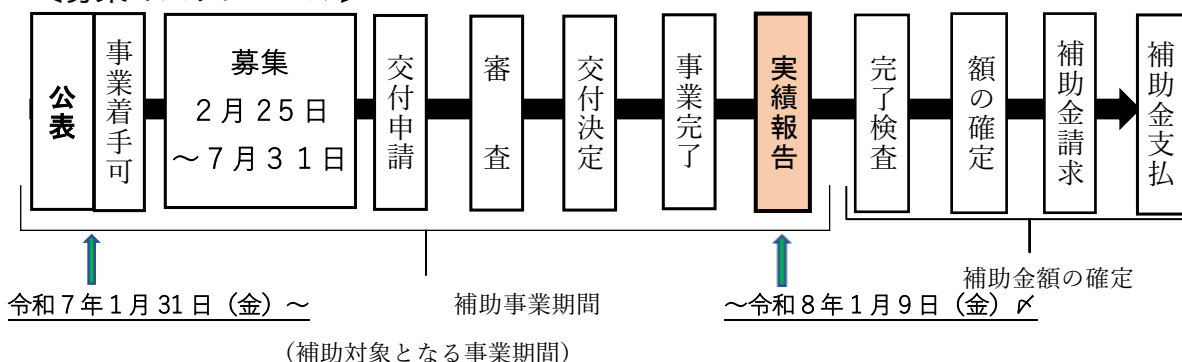 公表
事業着手可
募集
２月25日
～７月３１日
交付申請
審査
交付決定
事業完了
実績報告
完了検査
額の確定
補助金請求
補助金支払
令和７年１月31日（金）～
補助事業期間
（補助対象となる事業期間）
～令和８年１月９日（金）〆
補助金額の確定